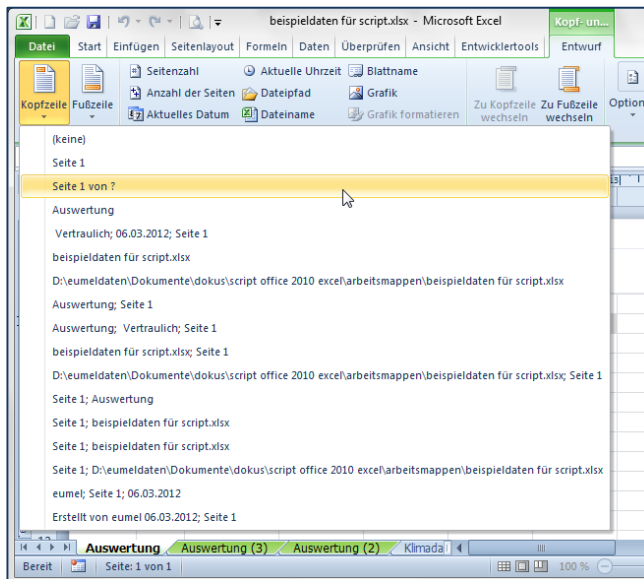 beispieldaten für script.xlsx - Microsoft Excel
Kopf- un...
Datei Start Einfügen Seitenlayout Formeln Daten Überprüfen Ansicht Entwicklertools Entwurf
Seitenzahl Aktuelle Uhrzeit Blattname
Anzahl der Seiten Dateipfad Grafik
Aktuelles Datum Dateiname Grafik formatieren
Kopfzeile Fußzeile
Zu Kopfzeile wechseln
Zu Fußzeile wechseln
Option
(keine)
Seite 1
Seite 1 von ?
Auswertung
Vertraulich; 06.03.2012; Seite 1
beispieldaten für script.xlsx
D:\eumeldaten\Dokumente\dokus\script office 2010 excel\arbeitsmappen\beispieldaten für script.xlsx
Auswertung; Seite 1
Auswertung; Vertraulich; Seite 1
beispieldaten für script.xlsx; Seite 1
D:\eumeldaten\Dokumente\dokus\script office 2010 excel\arbeitsmappen\beispieldaten für script.xlsx; Seite 1
Seite 1; Auswertung
Seite 1; beispieldaten für script.xlsx
Seite 1; beispieldaten für script.xlsx
Seite 1; D:\eumeldaten\Dokumente\dokus\script office 2010 excel\arbeitsmappen\beispieldaten für script.xlsx
eumel; Seite 1; 06.03.2012
Erstellt von eumel 06.03.2012; Seite 1
Auswertung Auswertung (3) Auswertung (2) Klimada
Bereit Seite: 1 von 1 100 %